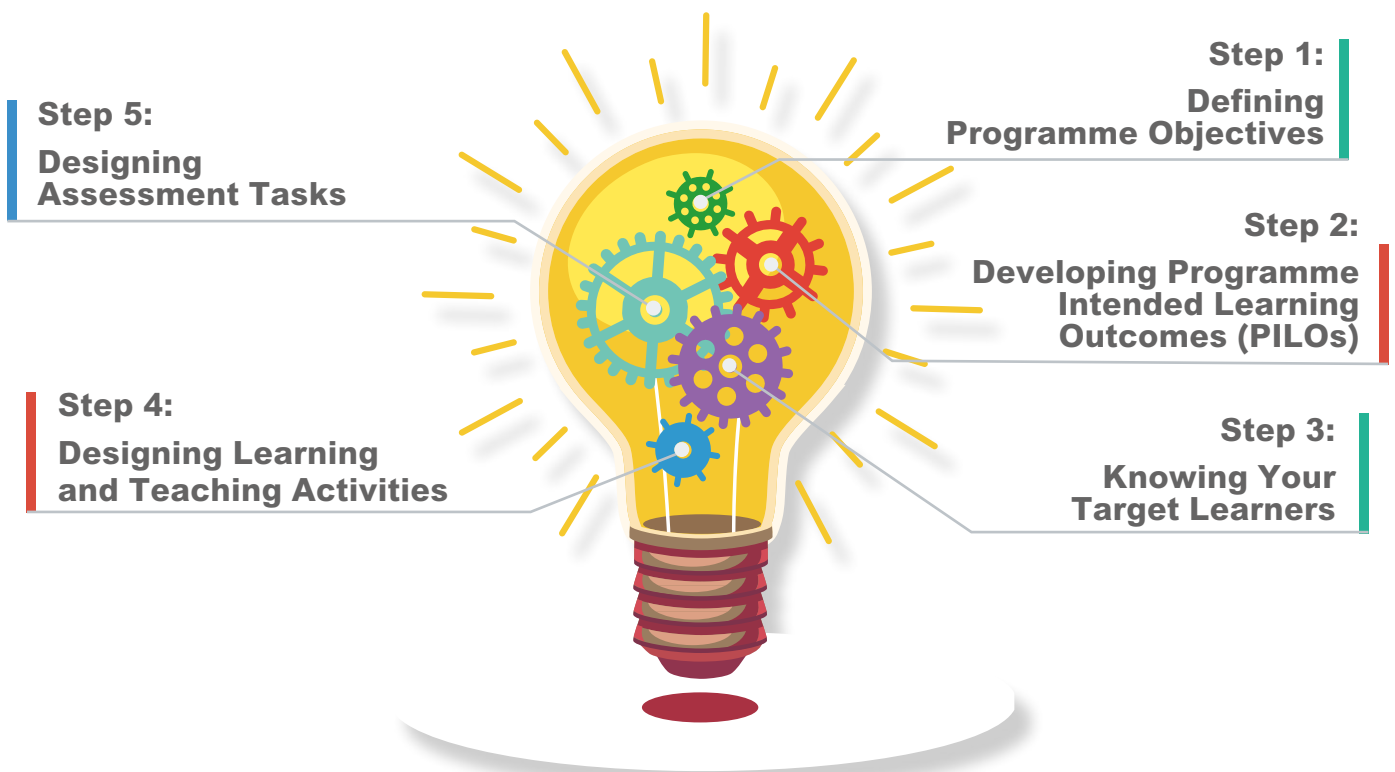 Step 1:
Defining
Programme Objectives
Step 2:
Developing Programme
Intended Learning
Outcomes (PILOs)
Step 3:
Knowing Your
Target Learners
Step 4:
Designing Learning
and Teaching Activities
Step 5:
Designing
Assessment Tasks